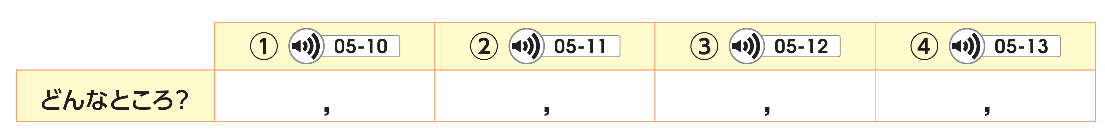 ① 05-10 ② 05-11 ③ 05-12 ④ 05-13
どんなところ? , , , ,